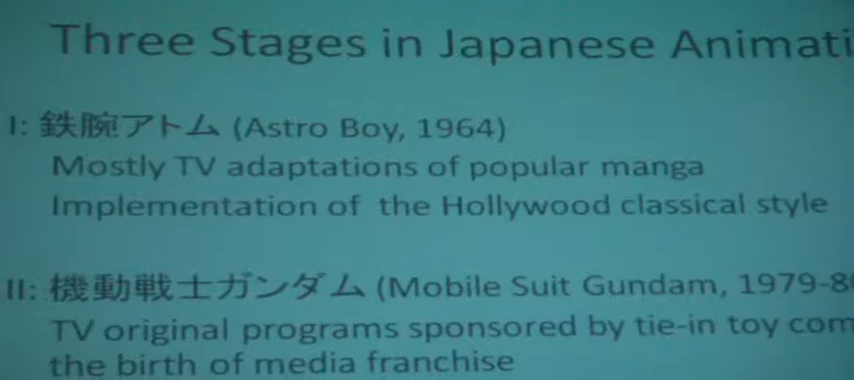 Three Stages in Japanese Animati
I: 鉄腕アトム (Astro Boy, 1964)
Mostly TV adaptations of popular manga
Implementation of the Hollywood classical style
II: 機動戦士ガンダム (Mobile Suit Gundam, 1979-8
TV original programs sponsored by tie-in toy com
the birth of media franchise